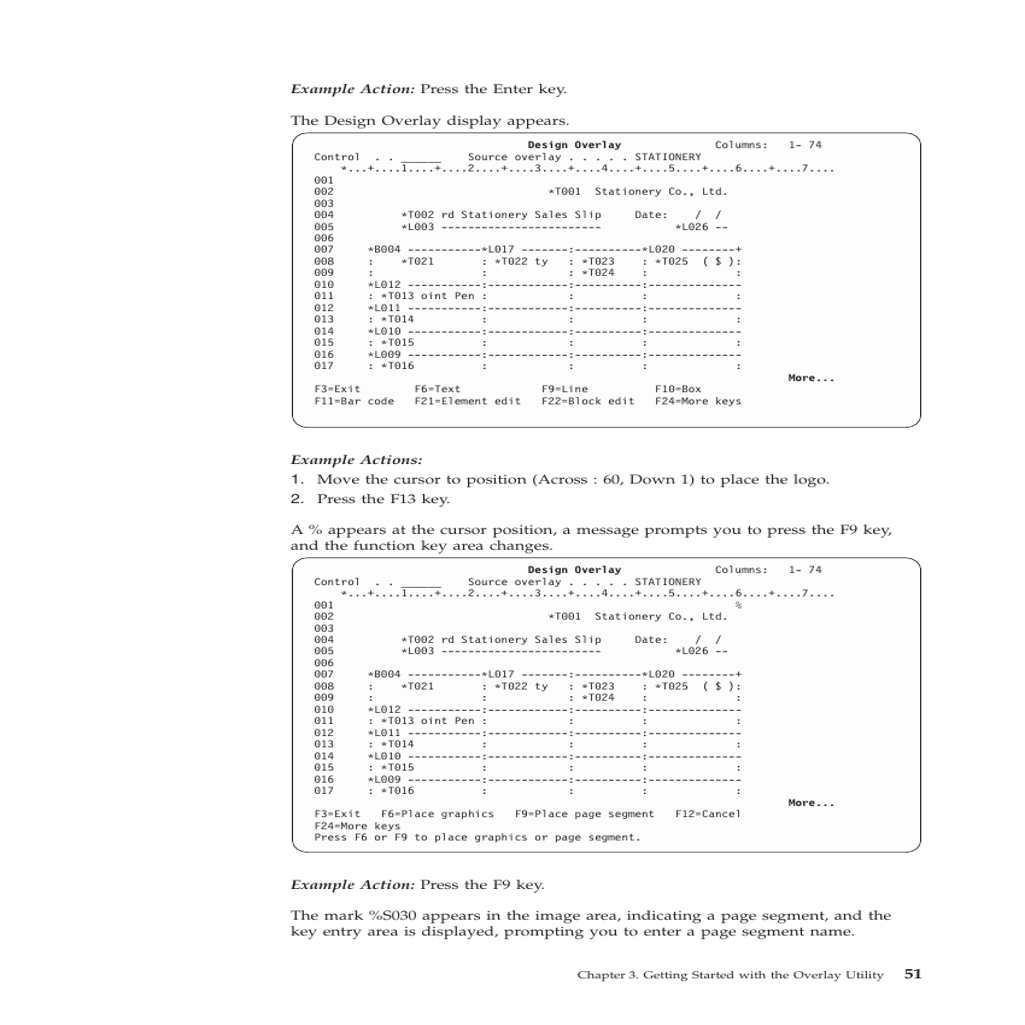 Example Action: Press the Enter key.
The Design Overlay display appears.
Design Overlay Columns: 1- 74
Control . . ______ Source overlay . . . . . STATIONERY
*...+....1....+....2....+....3....+....4....+....5....+....6....+....7....
001
002 *T001 Stationery Co., Ltd.
003
004 *T002 rd Stationery Sales Slip Date: / /
005 *L003 ------------------------ *L026 --
006
007 *B004 -----------*L017 -------:----------*L020 --------+
008 : *T021 : *T022 ty : *T023 : *T025 ( $ ):
009 : : : *T024 : :
010 *L012 -----------:------------:----------:--------------
011 : *T013 oint Pen : : : :
012 *L011 -----------:------------:----------:--------------
013 : *T014 : : : :
014 *L010 -----------:------------:----------:--------------
015 : *T015 : : : :
016 *L009 -----------:------------:----------:--------------
017 : *T016 : : : :
More...
F3=Exit F6=Text F9=Line F10=Box
F11=Bar code F21=Element edit F22=Block edit F24=More keys
Example Actions:
1. Move the cursor to position (Across : 60, Down 1) to place the logo.
2. Press the F13 key.
A % appears at the cursor position, a message prompts you to press the F9 key,
and the function key area changes.
Design Overlay Columns: 1- 74
Control . . ______ Source overlay . . . . . STATIONERY
*...+....1....+....2....+....3....+....4....+....5....+....6....+....7....
001 %
002 *T001 Stationery Co., Ltd.
003
004 *T002 rd Stationery Sales Slip Date: / /
005 *L003 ------------------------ *L026 --
006
007 *B004 -----------*L017 -------:----------*L020 --------+
008 : *T021 : *T022 ty : *T023 : *T025 ( $ ):
009 : : : *T024 : :
010 *L012 -----------:------------:----------:--------------
011 : *T013 oint Pen : : : :
012 *L011 -----------:------------:----------:--------------
013 : *T014 : : : :
014 *L010 -----------:------------:----------:--------------
015 : *T015 : : : :
016 *L009 -----------:------------:----------:--------------
017 : *T016 : : : :
More...
F3=Exit F6=Place graphics F9=Place page segment F12=Cancel
F24=More keys
Press F6 or F9 to place graphics or page segment.
Example Action: Press the F9 key.
The mark %S030 appears in the image area, indicating a page segment, and the
key entry area is displayed, prompting you to enter a page segment name.
Chapter 3. Getting Started with the Overlay Utility 51